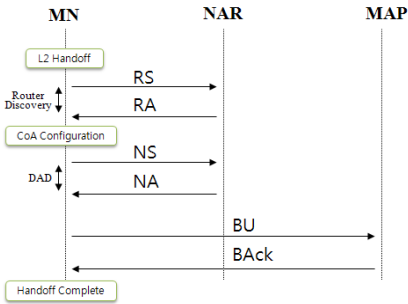 MN NAR MAP
L2 Handoff
RS
Router
Discovery
RA
CoA Configuration
NS
DAD
NA
BU
BAck
Handoff Complete